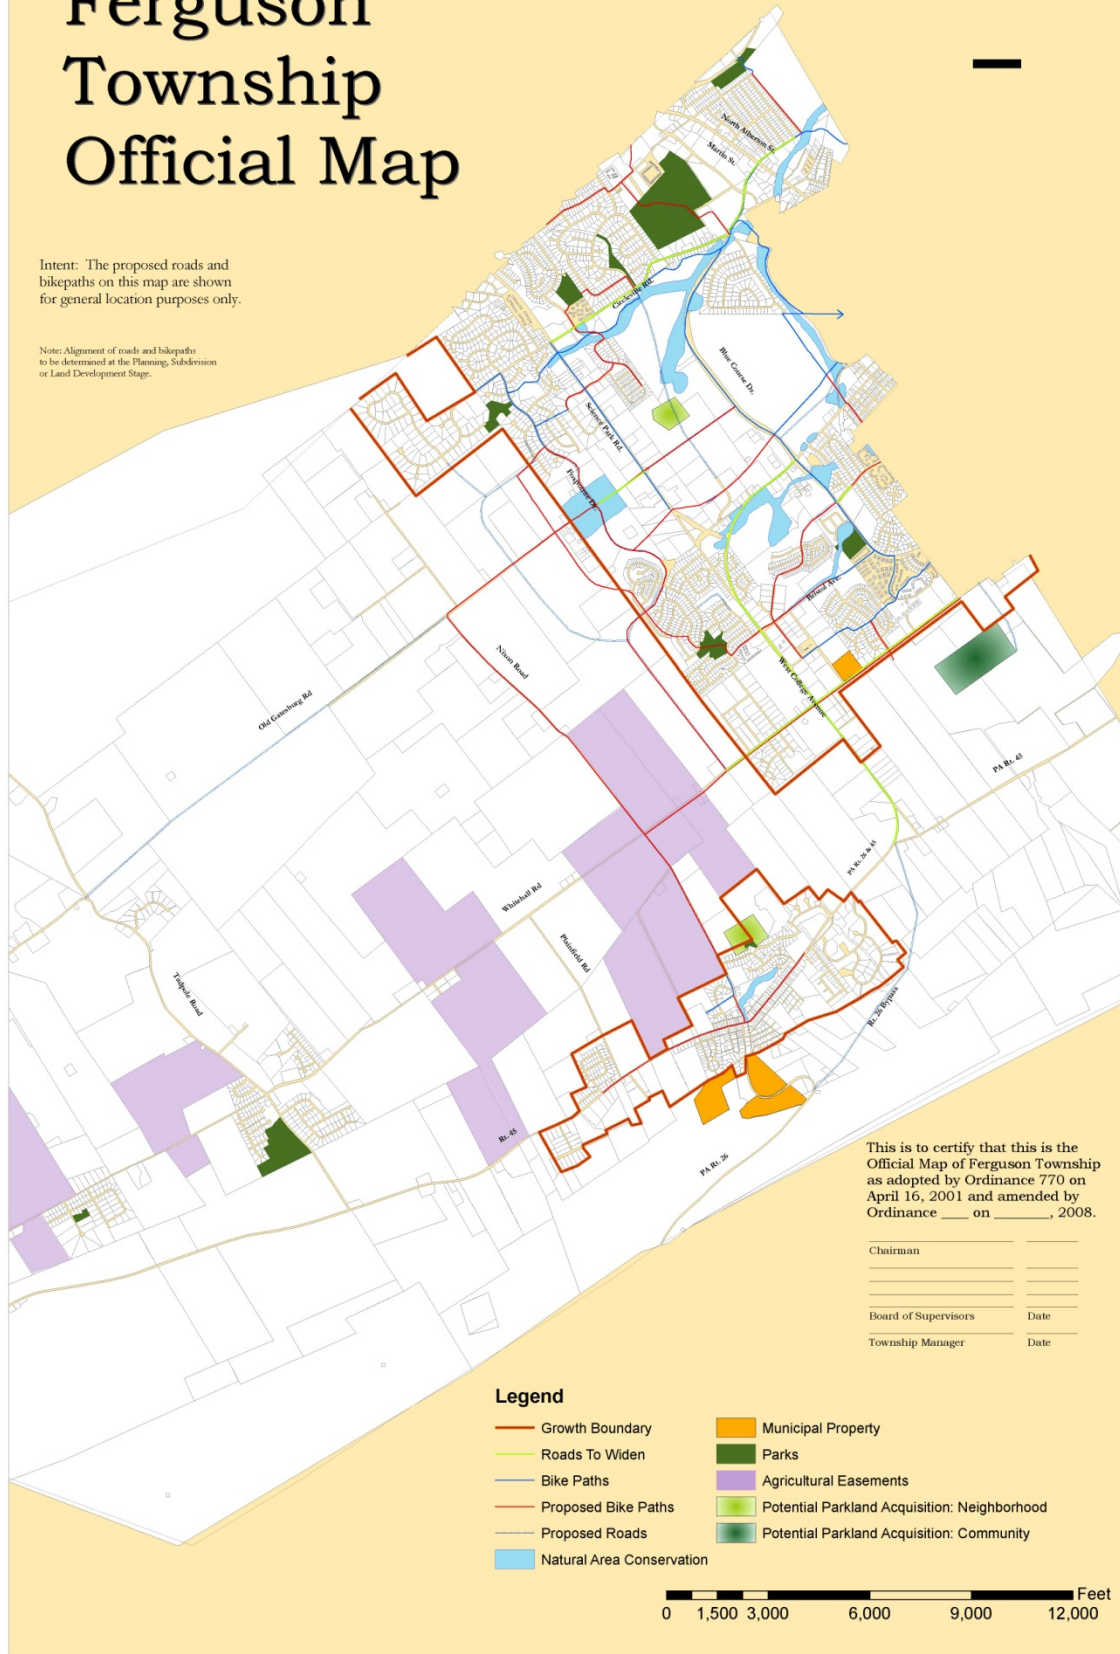 Ferguson
Township
Official Map
Intent: The proposed roads and
bikepaths on this map are shown
for general location purposes only.
Note: Alignment of roads and bikepaths
to be determined at the Planning, Subdivision
or Land Development Stage.
North Atherton St.
Martin St.
Circleville Rd.
Blue Course Dr.
Science Park Rd.
Foxpointe Dr.
Bristol Ave.
West College Avenue
Nixon Road
Old Gatesburg Rd
PA Rt. 45
PA Rt. 26 & 45
Whitehall Rd
Plainfield Rd
Tadpole Road
Rt. 26 Bypass
Rt. 45
PA Rt. 26
This is to certify that this is the
Official Map of Ferguson Township
as adopted by Ordinance 770 on
April 16, 2001 and amended by
Ordinance ____ on ________, 2008.
Chairman
Board of Supervisors Date
Township Manager Date
Legend
Growth Boundary
Roads To Widen
Bike Paths
Proposed Bike Paths
Proposed Roads
Natural Area Conservation
Municipal Property
Parks
Agricultural Easements
Potential Parkland Acquisition: Neighborhood
Potential Parkland Acquisition: Community
Feet
0 1,500 3,000 6,000 9,000 12,000